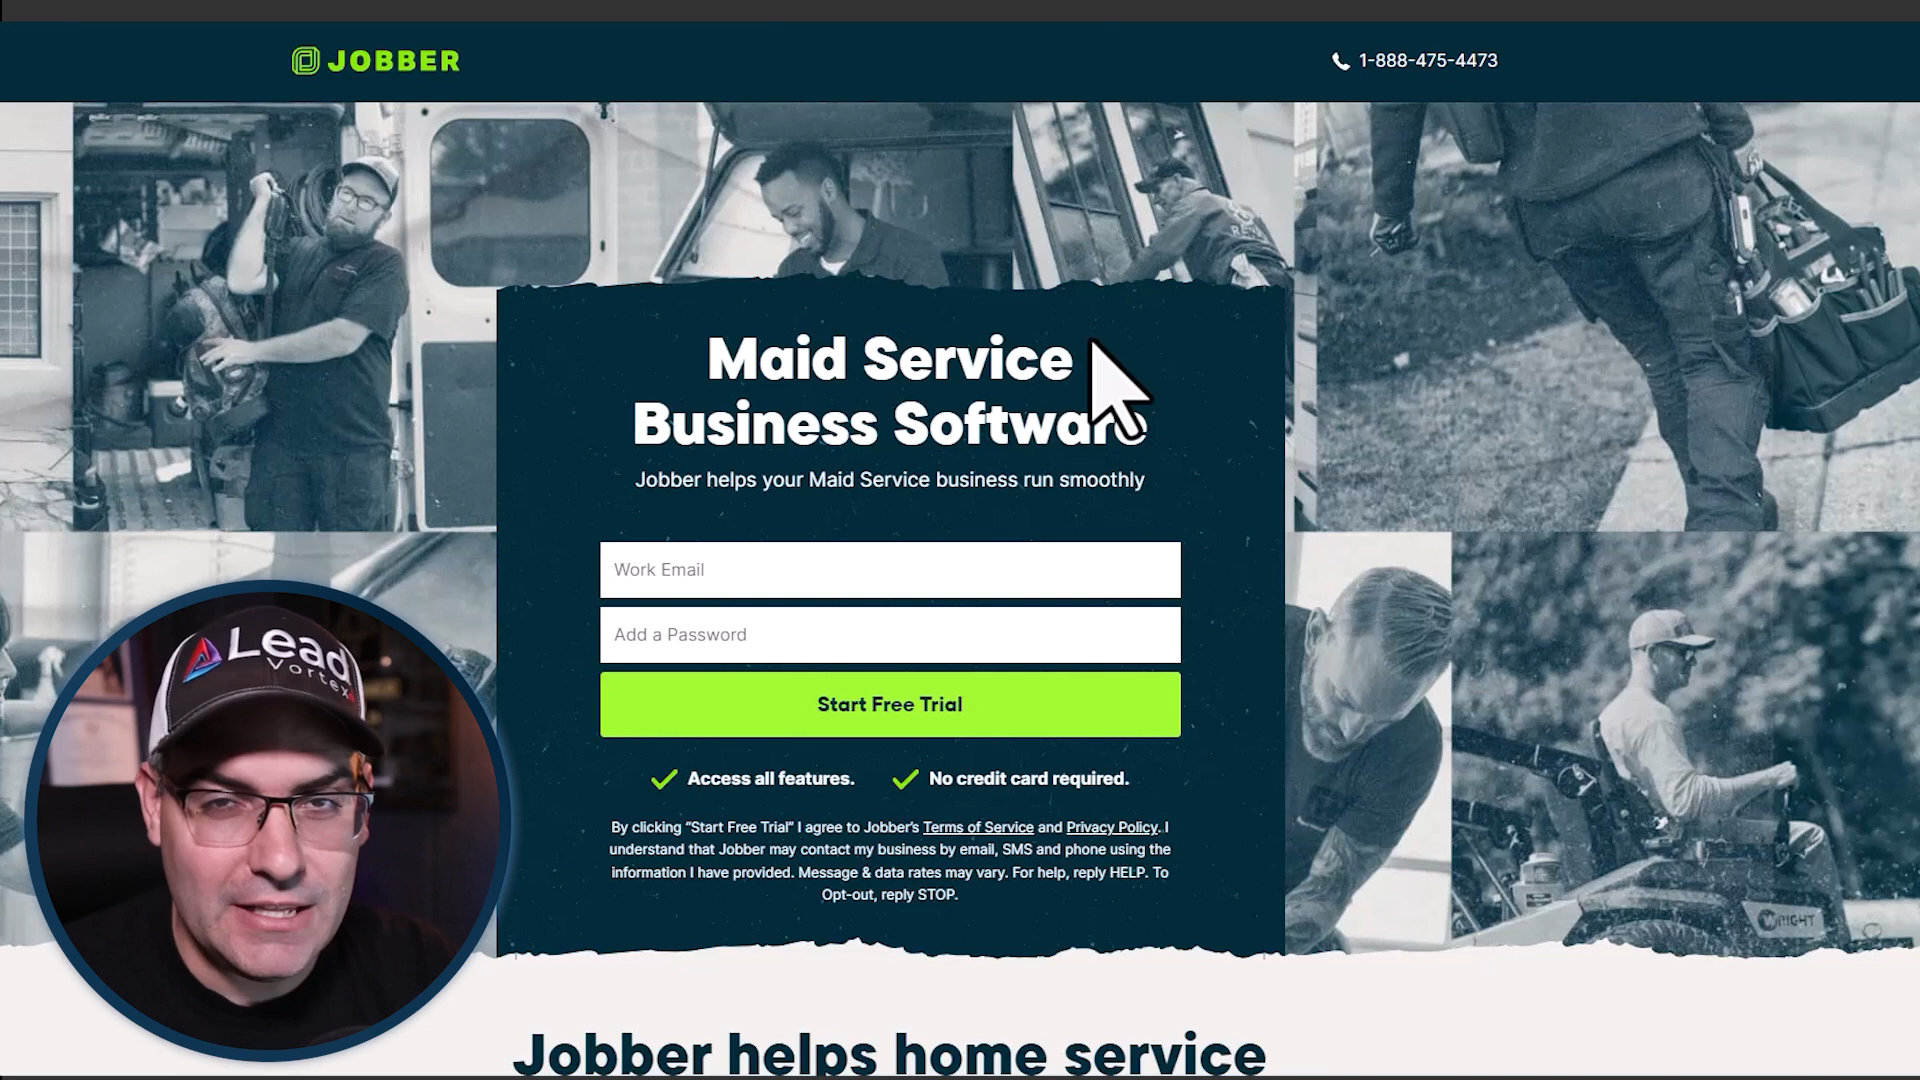 JOBBER
1-888-475-4473
Maid Service
Business Software
Jobber helps your Maid Service business run smoothly
Work Email
Add a Password
Start Free Trial
Access all features.
No credit card required.
By clicking “Start Free Trial” I agree to Jobber’s Terms of Service and Privacy Policy. I
understand that Jobber may contact my business by email, SMS and phone using the
information I have provided. Message & data rates may vary. For help, reply HELP. To
Opt-out, reply STOP.
WRIGHT
Lead
Vortex
Jobber helps home service